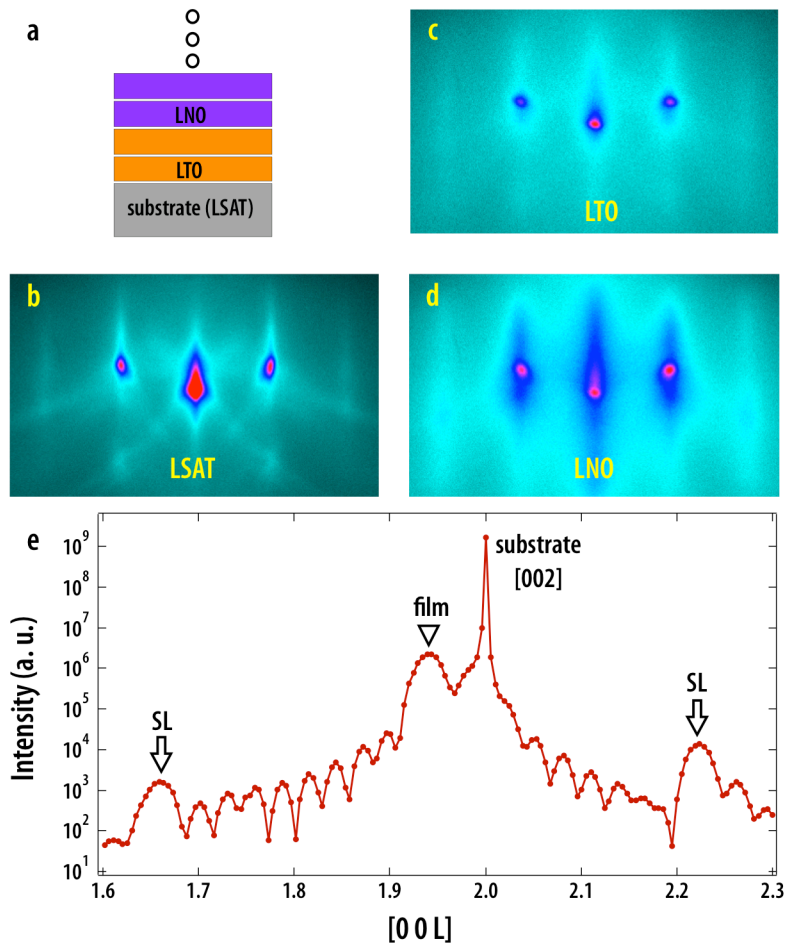 a
LNO
LTO
substrate (LSAT)
c
LTO
b
LSAT
d
LNO
e
Intensity (a. u.)
10^9
10^8
10^7
10^6
10^5
10^4
10^3
10^2
10^1
substrate
[002]
film
SL
SL
1.6 1.7 1.8 1.9 2.0 2.1 2.2 2.3
[0 0 L]